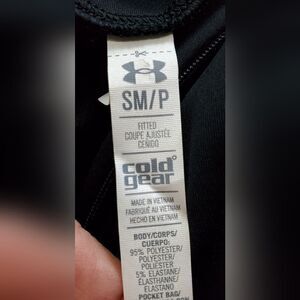 SM/P
FITTED
COUPE AJUSTÉE
CEÑIDO
cold°
gear
MADE IN VIETNAM
FABRIQUÉ AU VIETNAM
HECHO EN VIETNAM
BODY/CORPS/
CUERPO:
95% POLYESTER/
POLYESTER/
POLIÉSTER
5% ELASTANE/
ÉLASTHANNE/
ELASTANO
POCKET BAG/